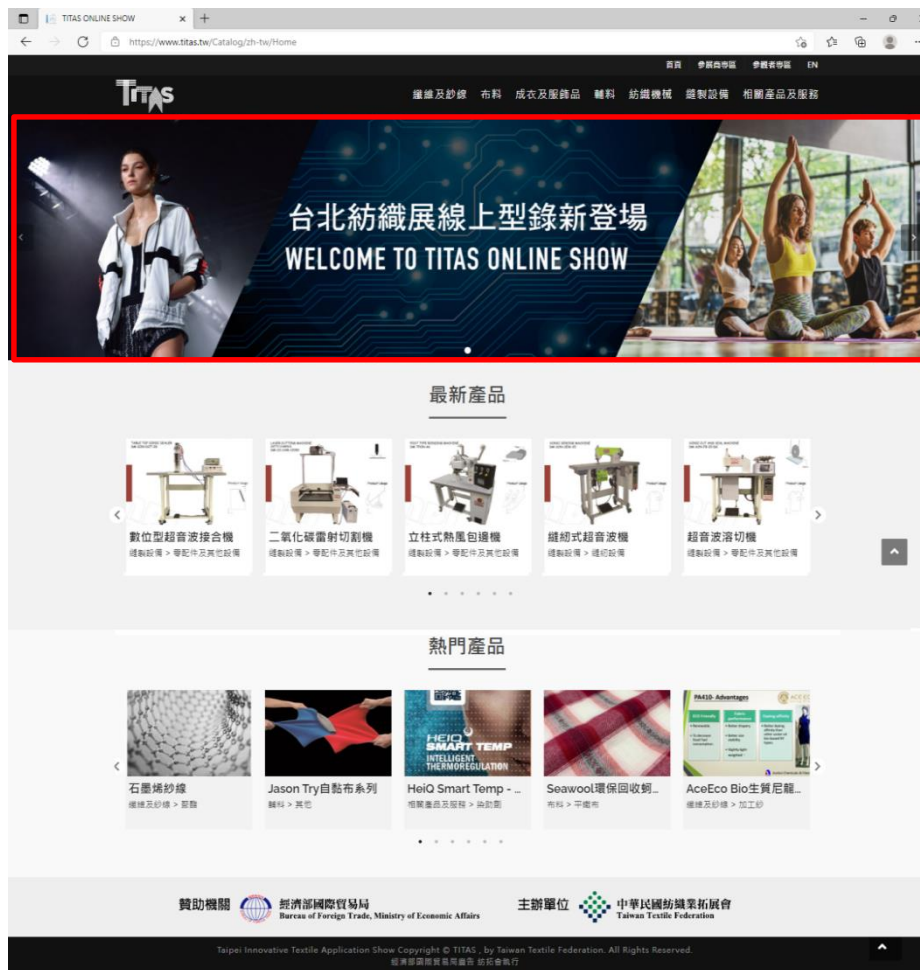 TITAS ONLINE SHOW
https://www.titas.tw/Catalog/zh-tw/Home
首頁 參展商專區 參觀者專區 EN
TITAS
纖維及紗線 布料 成衣及服飾品 輔料 紡織機械 縫製設備 相關產品及服務
台北紡織展線上型錄新登場
WELCOME TO TITAS ONLINE SHOW
最新產品
數位型超音波接合機
縫製設備 > 零配件及其他設備
二氧化碳雷射切割機
縫製設備 > 零配件及其他設備
立柱式熱風包邊機
縫製設備 > 零配件及其他設備
縫紉式超音波機
縫製設備 > 縫紉設備
超音波溶切機
縫製設備 > 零配件及其他設備
熱門產品
HeiQ
SMART TEMP
INTELLIGENT
THERMOREGULATION
PA410- Advantages
石墨烯紗線
纖維及紗線 > 聚酯
Jason Try自黏布系列
輔料 > 其他
HeiQ Smart Temp - ...
相關產品及服務 > 染助劑
Seawool環保回收蚵...
布料 > 平織布
AceEco Bio生質尼龍...
纖維及紗線 > 加工紗
贊助機關 經濟部國際貿易局
Bureau of Foreign Trade, Ministry of Economic Affairs
主辦單位 中華民國紡織業拓展會
Taiwan Textile Federation
Taipei Innovative Textile Application Show Copyright © TITAS , by Taiwan Textile Federation. All Rights Reserved.
經濟部國際貿易局廣告 紡拓會執行